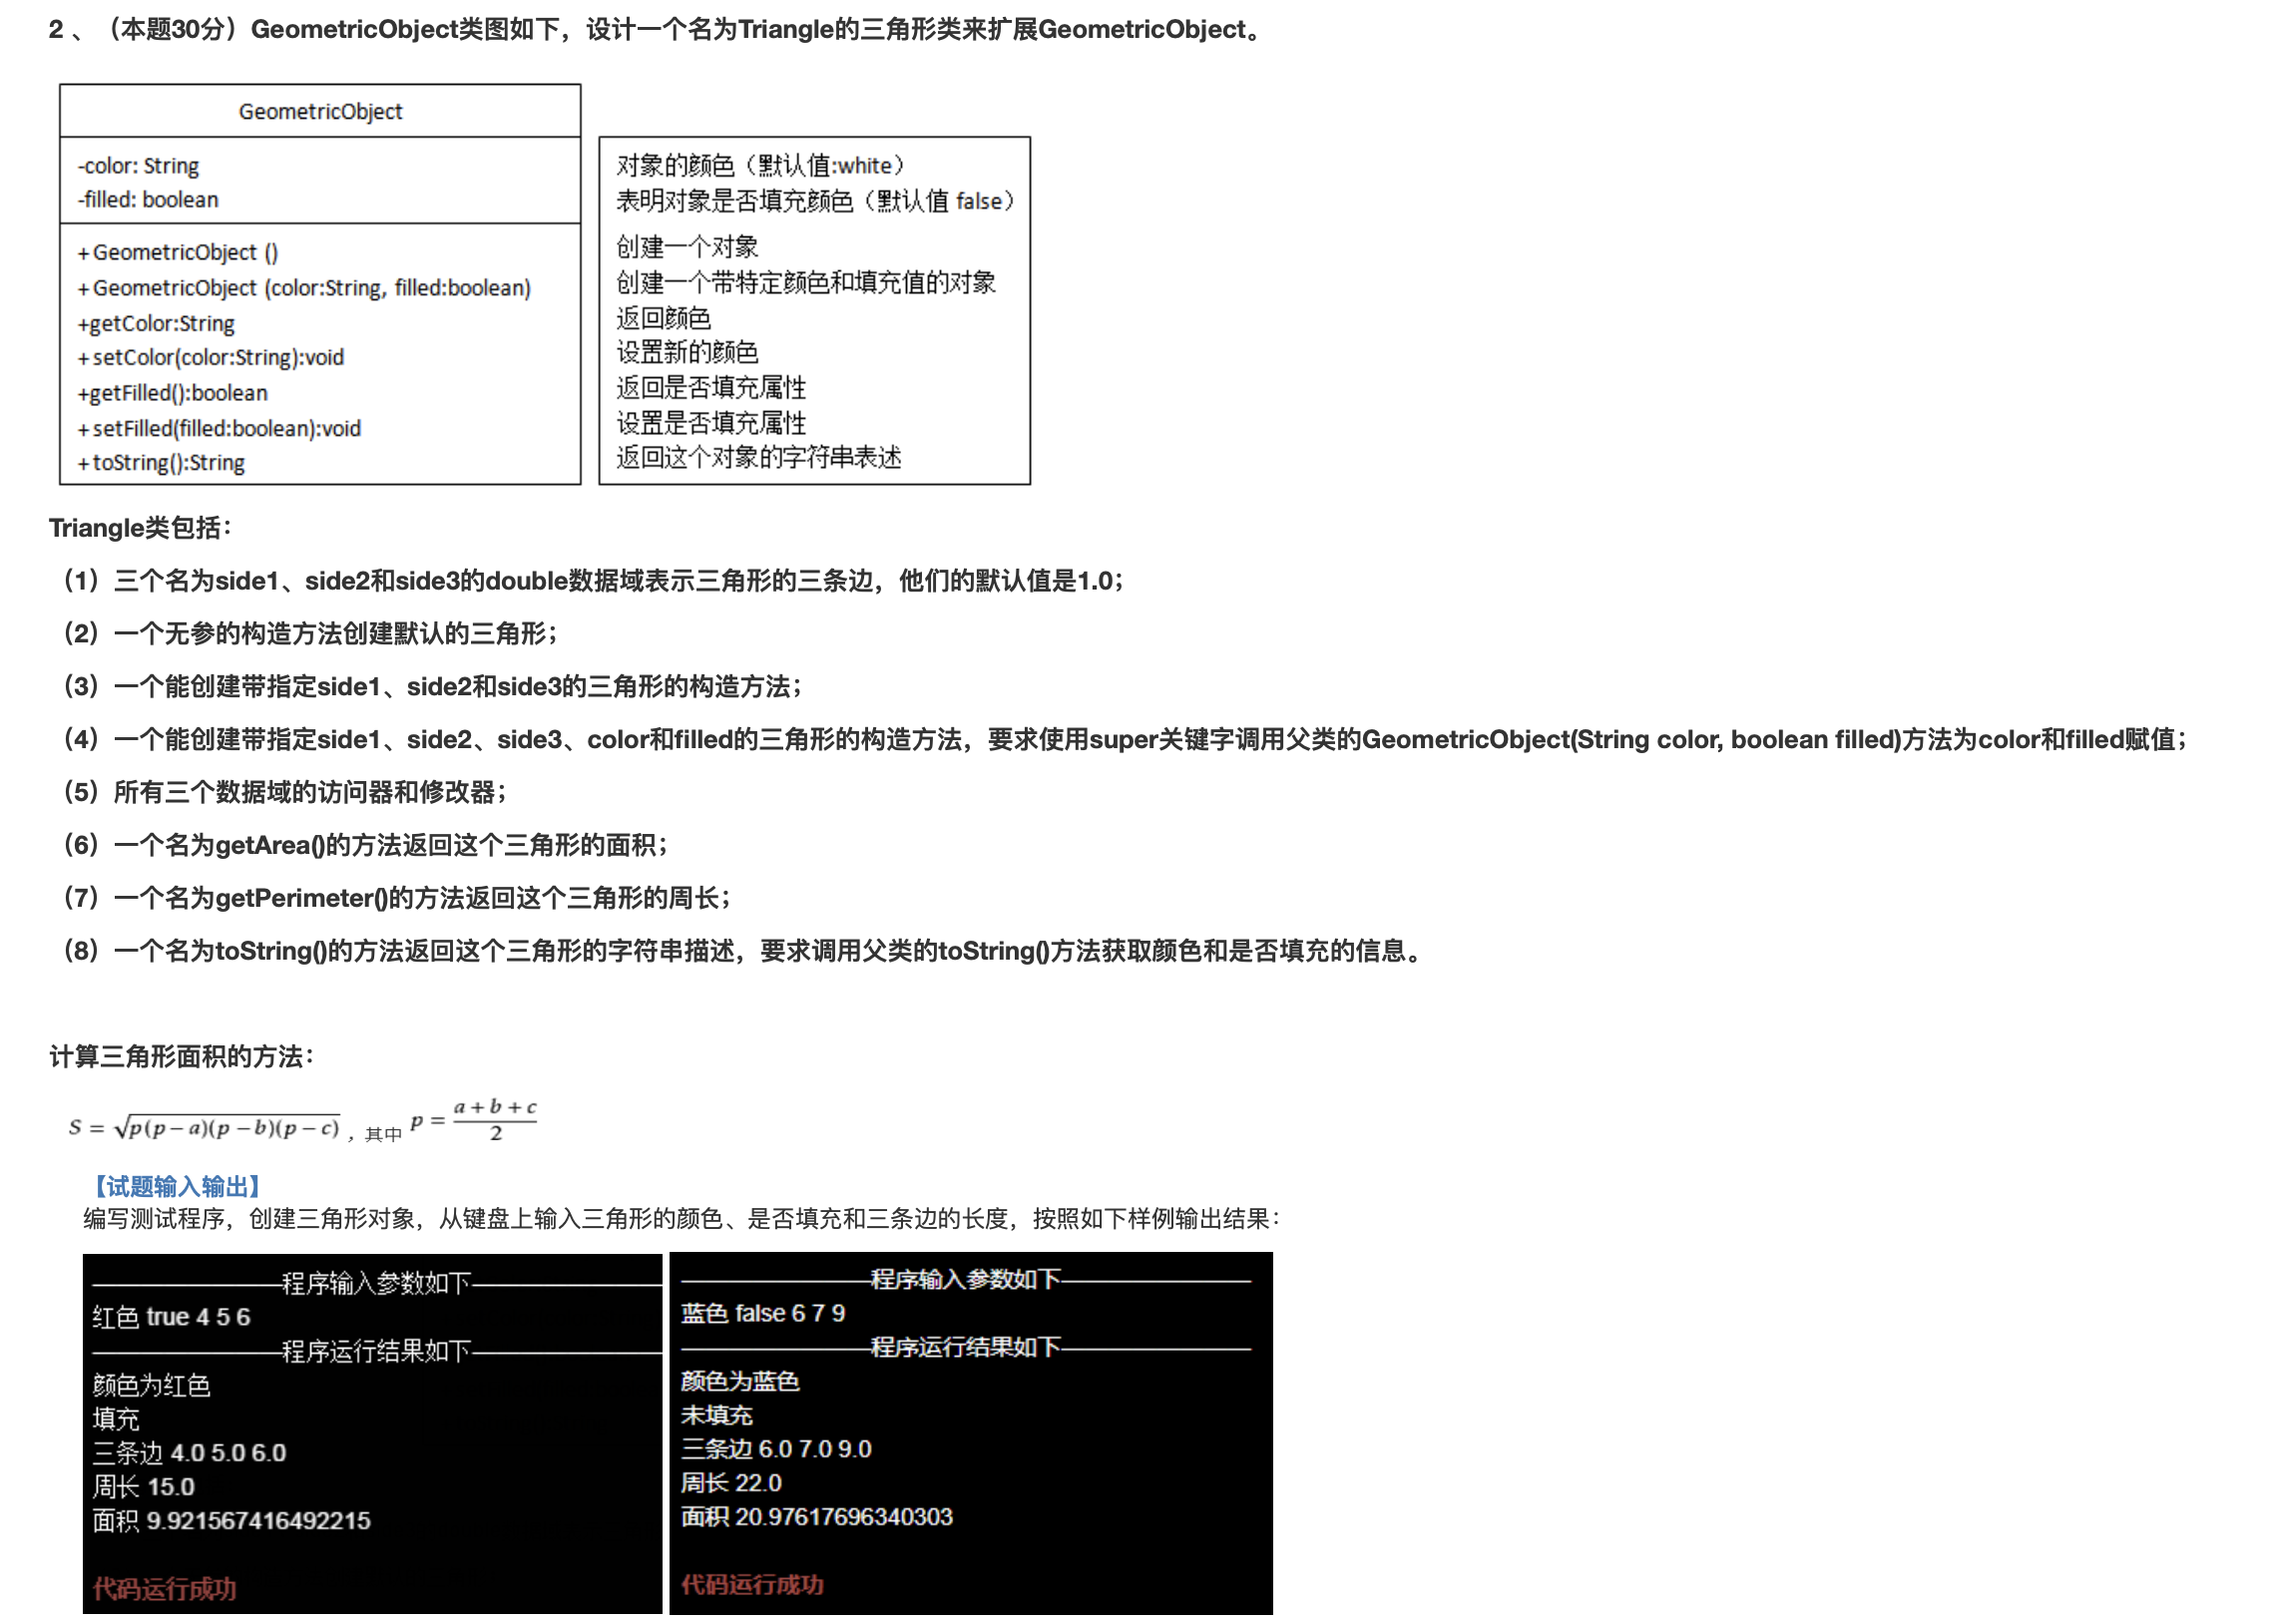 2 、（本题30分）GeometricObject类图如下，设计一个名为Triangle的三角形类来扩展GeometricObject。
GeometricObject
-color: String
-filled: boolean
+ GeometricObject ()
+ GeometricObject (color:String, filled:boolean)
+getColor:String
+ setColor(color:String):void
+getFilled():boolean
+ setFilled(filled:boolean):void
+ toString():String
对象的颜色（默认值:white）
表明对象是否填充颜色（默认值 false）
创建一个对象
创建一个带特定颜色和填充值的对象
返回颜色
设置新的颜色
返回是否填充属性
设置是否填充属性
返回这个对象的字符串表述
Triangle类包括：
（1）三个名为side1、side2和side3的double数据域表示三角形的三条边，他们的默认值是1.0；
（2）一个无参的构造方法创建默认的三角形；
（3）一个能创建带指定side1、side2和side3的三角形的构造方法；
（4）一个能创建带指定side1、side2、side3、color和filled的三角形的构造方法，要求使用super关键字调用父类的GeometricObject(String color, boolean filled)方法为color和filled赋值；
（5）所有三个数据域的访问器和修改器；
（6）一个名为getArea()的方法返回这个三角形的面积；
（7）一个名为getPerimeter()的方法返回这个三角形的周长；
（8）一个名为toString()的方法返回这个三角形的字符串描述，要求调用父类的toString()方法获取颜色和是否填充的信息。
计算三角形面积的方法：
S = √p(p − a)(p − b)(p − c) ，其中 p = a + b + c / 2
【试题输入输出】
编写测试程序，创建三角形对象，从键盘上输入三角形的颜色、是否填充和三条边的长度，按照如下样例输出结果：
————————程序输入参数如下————————
红色 true 4 5 6
————————程序运行结果如下————————
颜色为红色
填充
三条边 4.0 5.0 6.0
周长 15.0
面积 9.921567416492215
代码运行成功
————————程序输入参数如下————————
蓝色 false 6 7 9
————————程序运行结果如下————————
颜色为蓝色
未填充
三条边 6.0 7.0 9.0
周长 22.0
面积 20.97617696340303
代码运行成功